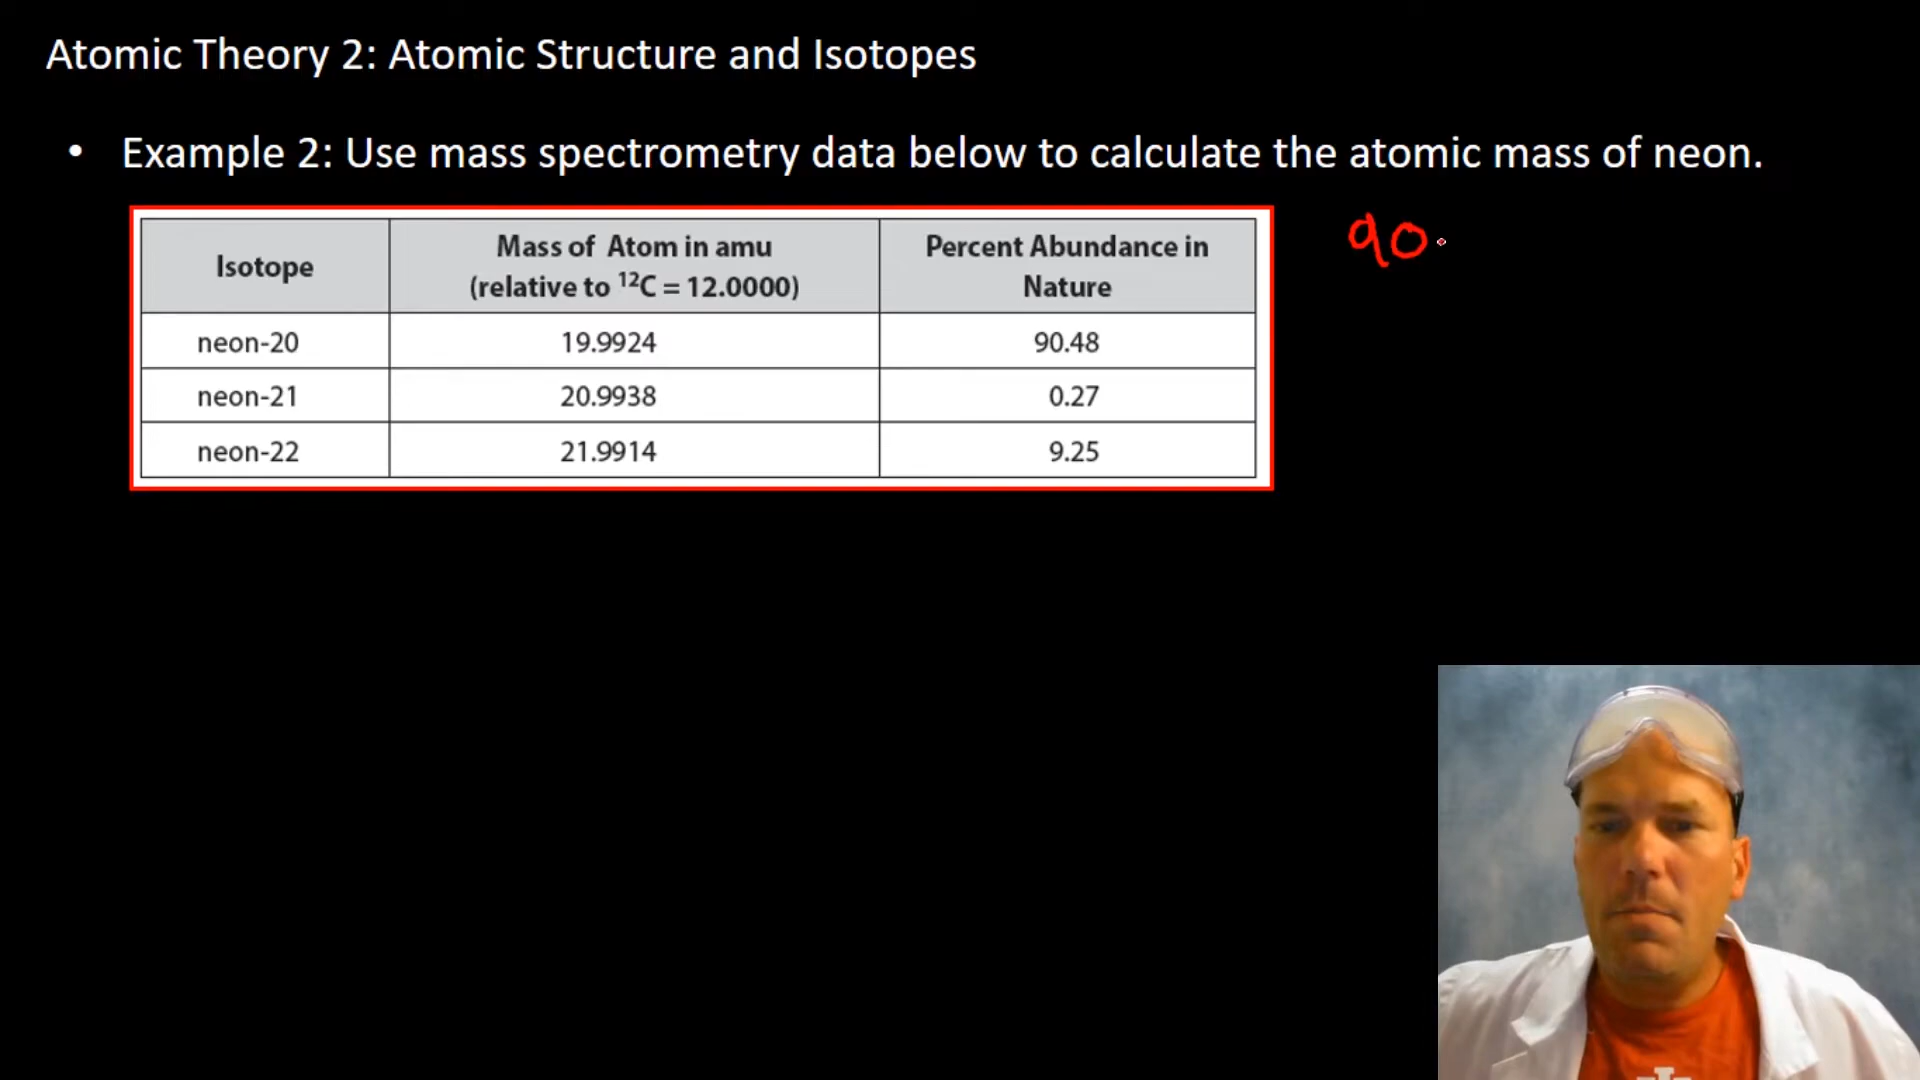 Atomic Theory 2: Atomic Structure and Isotopes
• Example 2: Use mass spectrometry data below to calculate the atomic mass of neon.
Isotope
Mass of Atom in amu
(relative to ¹²C = 12.0000)
Percent Abundance in
Nature
neon-20 19.9924 90.48
neon-21 20.9938 0.27
neon-22 21.9914 9.25
90.